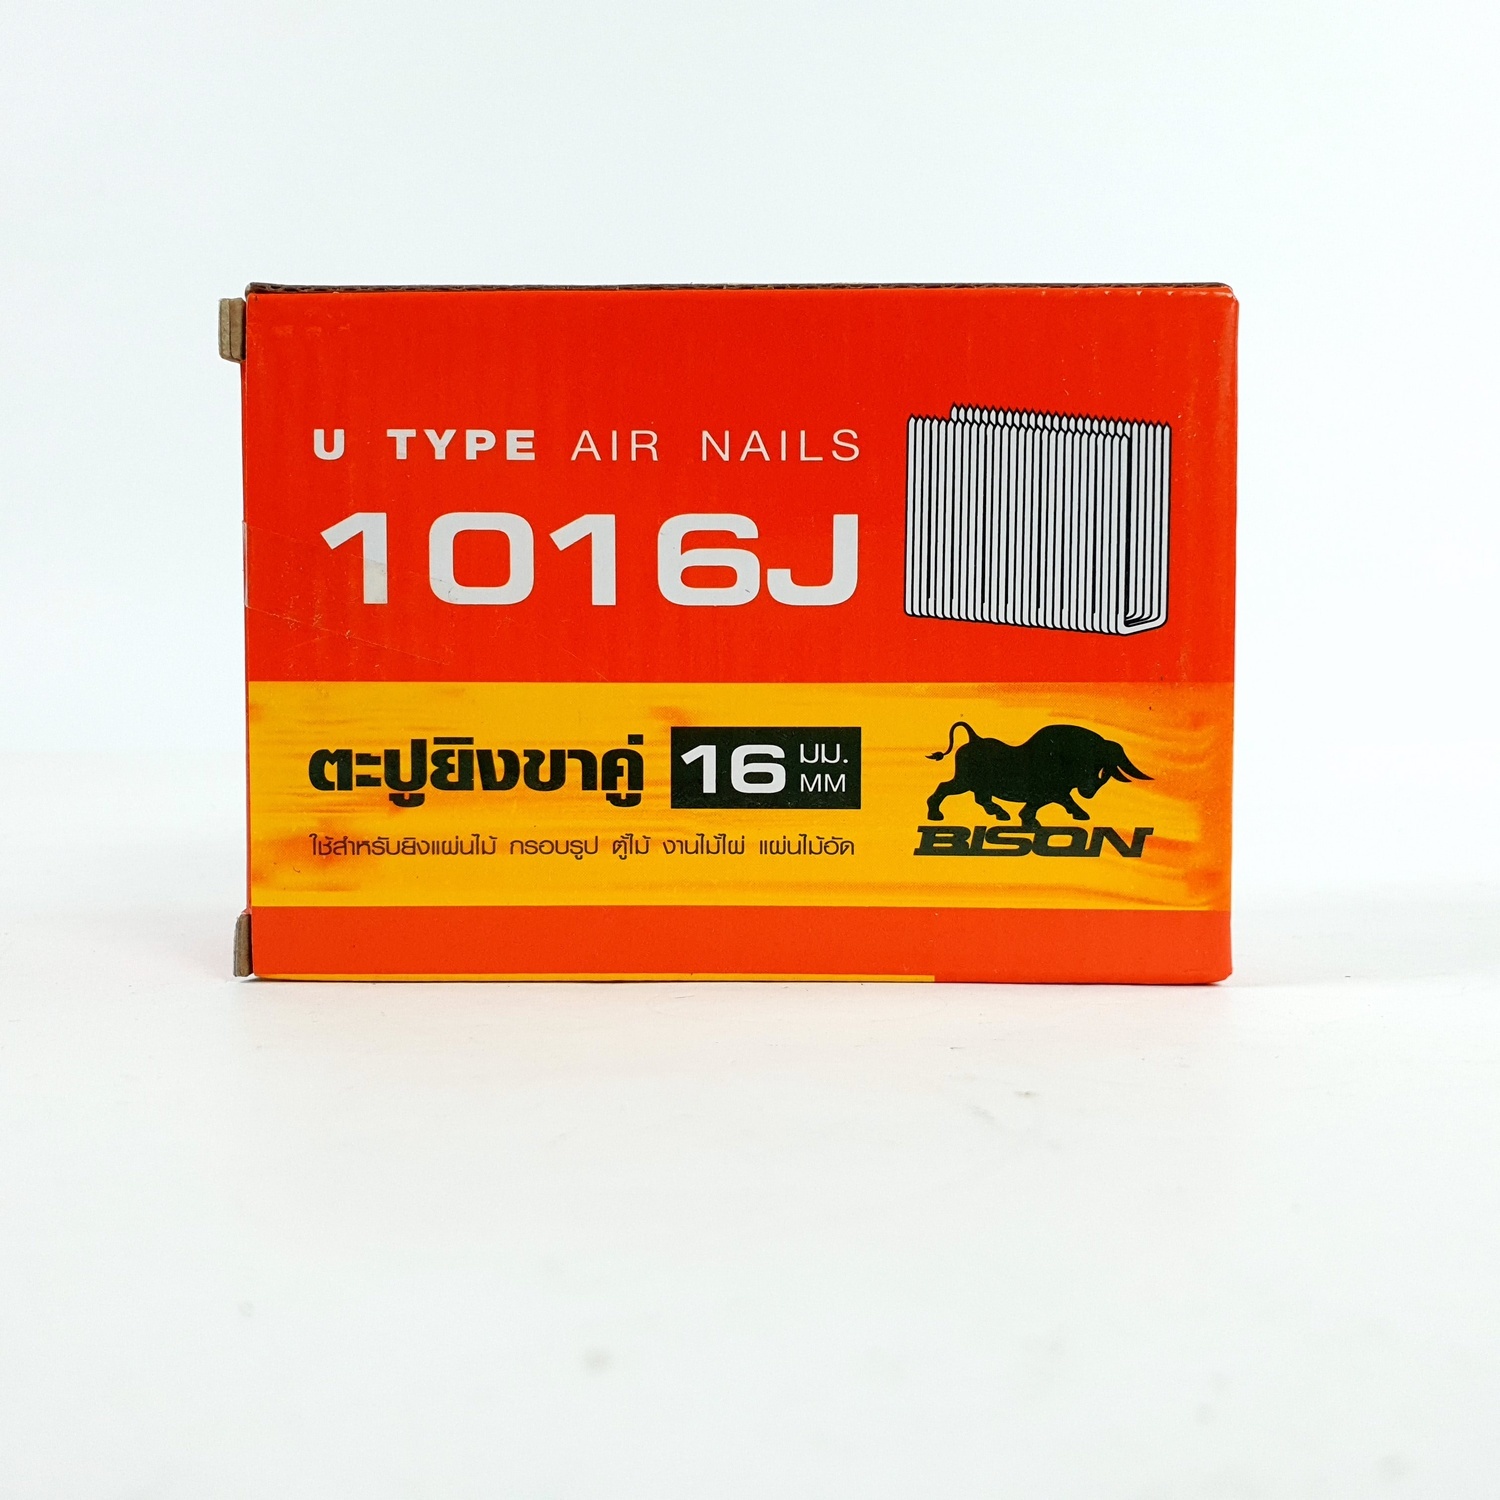 U TYPE AIR NAILS
1016J
ตะปูยิงขาคู่ 16 มม. MM
ใช้สำหรับยิงแผ่นไม้ กรอบรูป ตู้ไม้ งานไม้ไผ่ แผ่นไม้อัด
BISON